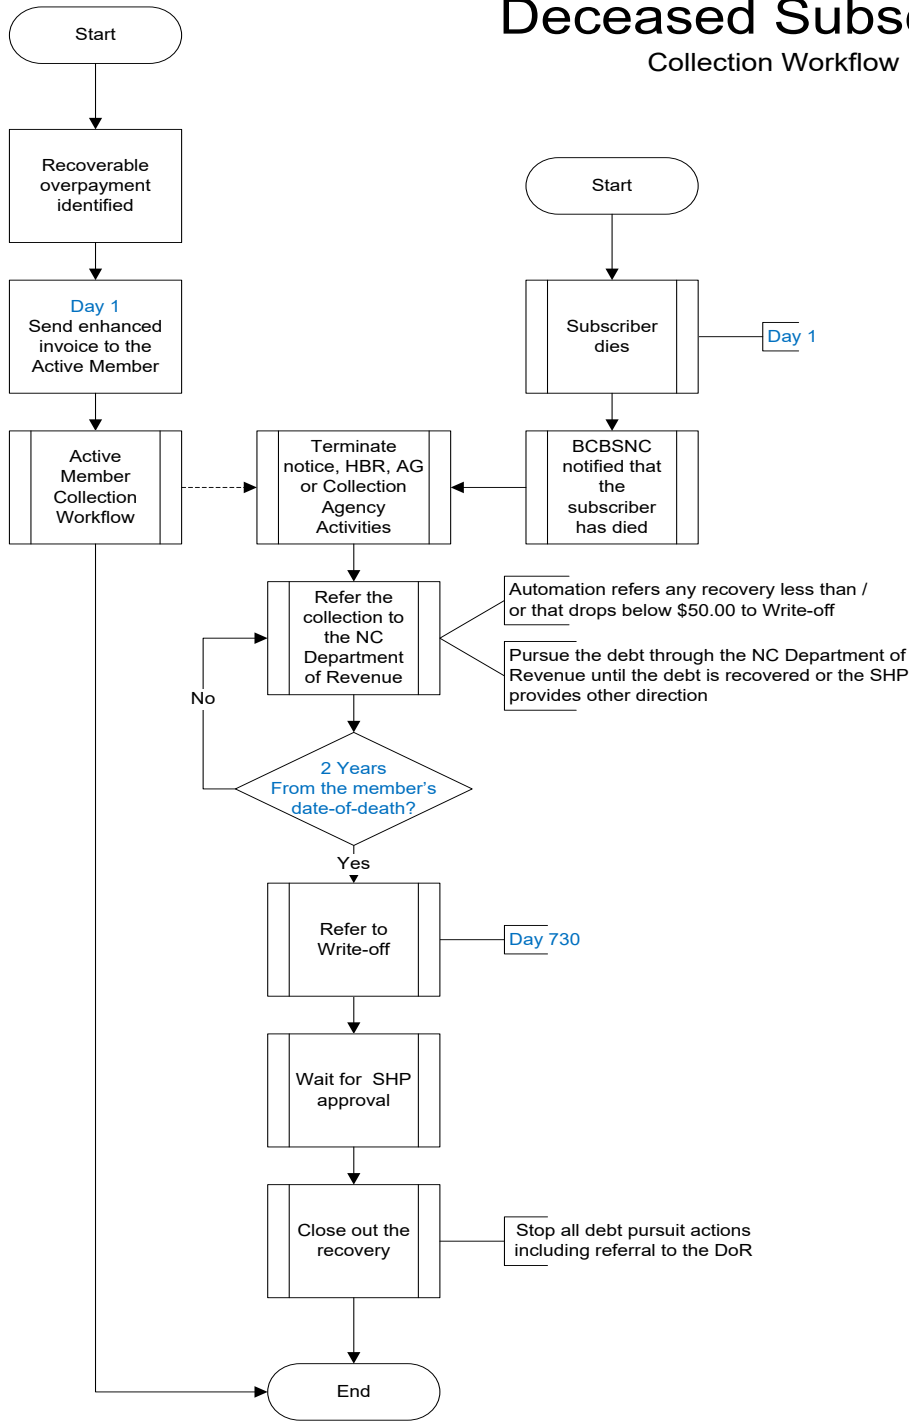 Deceased
Collection Workflow
Start
Recoverable
overpayment
identified
Start
Day 1
Send enhanced
invoice to the
Active Member
Subscriber
dies
Day 1
Active
Member
Collection
Workflow
Terminate
notice, HBR, AG
or Collection
Agency
Activities
BCBSNC
notified that
the
subscriber
has died
Refer the
collection to
the NC
Department
of Revenue
Automation refers any recovery less than /
or that drops below $50.00 to Write-off
Pursue the debt through the NC Department of
Revenue until the debt is recovered or the SHP
provides other direction
No
2 Years
From the member’s
date-of-death?
Yes
Refer to
Write-off
Day 730
Wait for SHP
approval
Close out the
recovery
Stop all debt pursuit actions
including referral to the DoR
End